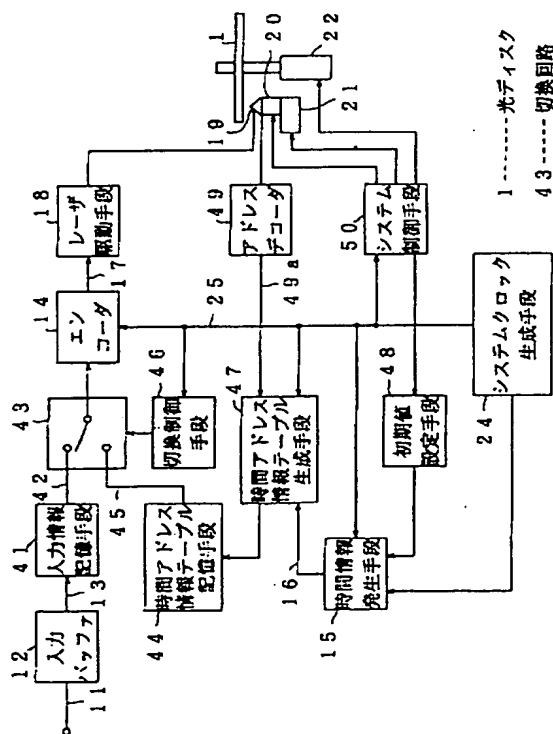 11
12
入力
バッファ
13
41
入力情報
記憶手段
42
43
14
エン
コーダ
17
18
レーザ
駆動手段
19
1
20
22
21
45
46
切換制御
手段
25
49
アドレス
デコーダ
49a
44
時間アドレス
情報テーブル
記憶手段
47
時間アドレス
情報テーブル
生成手段
システム
制御手段
50
16
15
時間情報
発生手段
48
初期値
設定手段
24
システムクロック
生成手段
1------光ディスク
43-----切換回路